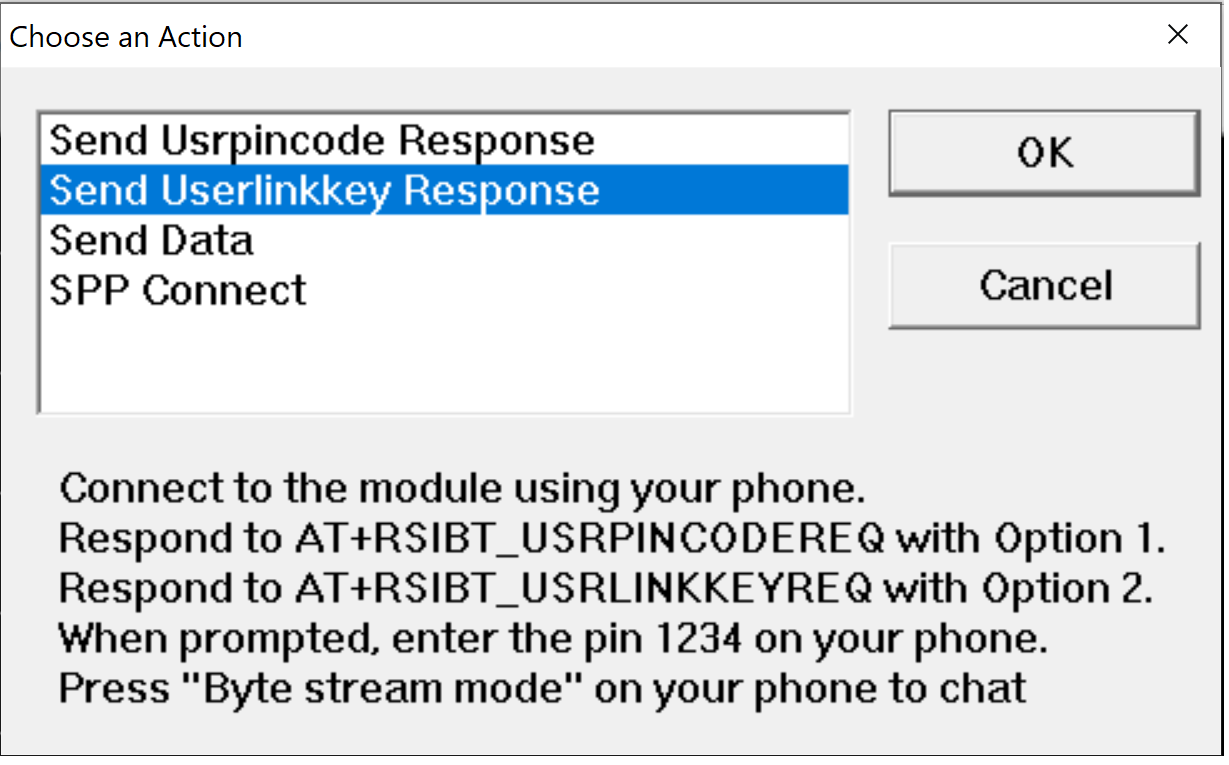 Choose an Action
Send Usrpincode Response
Send Userlinkkey Response
Send Data
SPP Connect
OK
Cancel
Connect to the module using your phone.
Respond to AT+RSIBT_USRPINCODEREQ with Option 1.
Respond to AT+RSIBT_USRLINKKEYREQ with Option 2.
When prompted, enter the pin 1234 on your phone.
Press "Byte stream mode" on your phone to chat